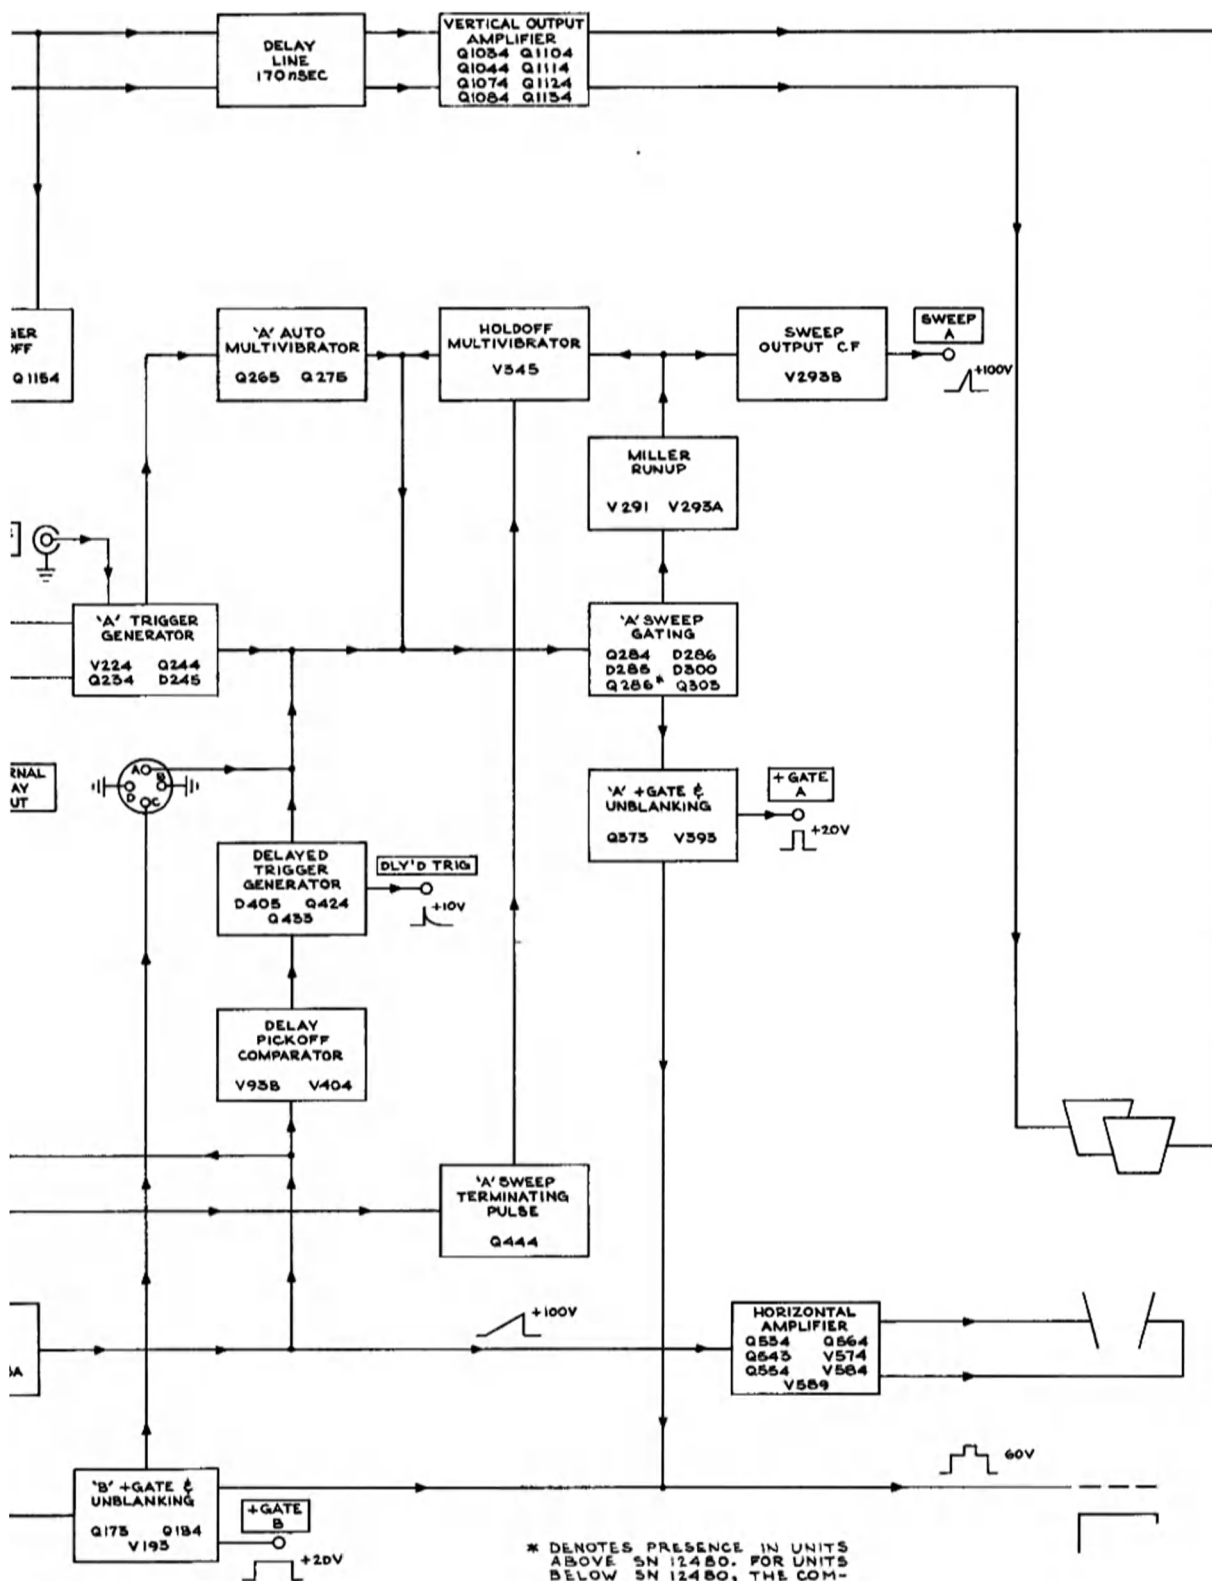 DELAY
LINE
170 nSEC
VERTICAL OUTPUT
AMPLIFIER
Q1034 Q1104
Q1044 Q1114
Q1074 Q1124
Q1084 Q1134
GER
OFF
Q1154
'A' AUTO
MULTIVIBRATOR
Q265 Q275
HOLDOFF
MULTIVIBRATOR
V345
SWEEP
OUTPUT C.F
V293B
SWEEP
A
+100V
MILLER
RUNUP
V291 V293A
'A' TRIGGER
GENERATOR
V224 Q244
Q234 D245
'A' SWEEP
GATING
Q284 D286
D285 D300
Q286* Q303
RNAL
AY
UT
A
B
D
C
'A' +GATE &
UNBLANKING
Q373 V393
+GATE
A
+20V
DELAYED
TRIGGER
GENERATOR
D405 Q424
Q433
DLY'D TRIG
+10V
DELAY
PICKOFF
COMPARATOR
V93B V404
'A' SWEEP
TERMINATING
PULSE
Q444
+100V
HORIZONTAL
AMPLIFIER
Q534 Q564
Q543 V574
Q554 V584
V589
A
60V
'B' +GATE &
UNBLANKING
Q173 Q184
V193
+GATE
B
+20V
* DENOTES PRESENCE IN UNITS
ABOVE SN 12480. FOR UNITS
BELOW SN 12480, THE COM-